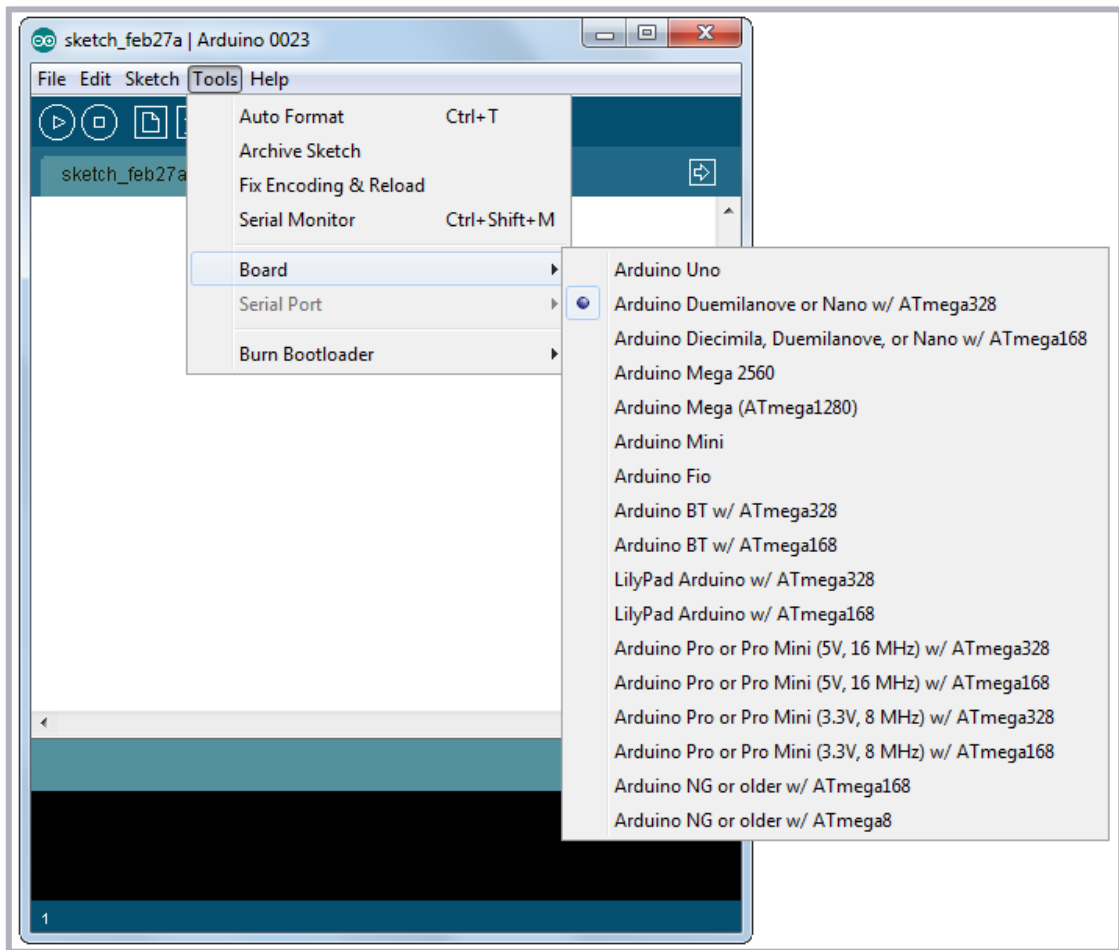 sketch_feb27a | Arduino 0023
File Edit Sketch Tools Help
Auto Format Ctrl+T
Archive Sketch
sketch_feb27a
Fix Encoding & Reload
Serial Monitor Ctrl+Shift+M
Board
Serial Port
Burn Bootloader
Arduino Uno
Arduino Duemilanove or Nano w/ ATmega328
Arduino Diecimila, Duemilanove, or Nano w/ ATmega168
Arduino Mega 2560
Arduino Mega (ATmega1280)
Arduino Mini
Arduino Fio
Arduino BT w/ ATmega328
Arduino BT w/ ATmega168
LilyPad Arduino w/ ATmega328
LilyPad Arduino w/ ATmega168
Arduino Pro or Pro Mini (5V, 16 MHz) w/ ATmega328
Arduino Pro or Pro Mini (5V, 16 MHz) w/ ATmega168
Arduino Pro or Pro Mini (3.3V, 8 MHz) w/ ATmega328
Arduino Pro or Pro Mini (3.3V, 8 MHz) w/ ATmega168
Arduino NG or older w/ ATmega168
Arduino NG or older w/ ATmega8
1